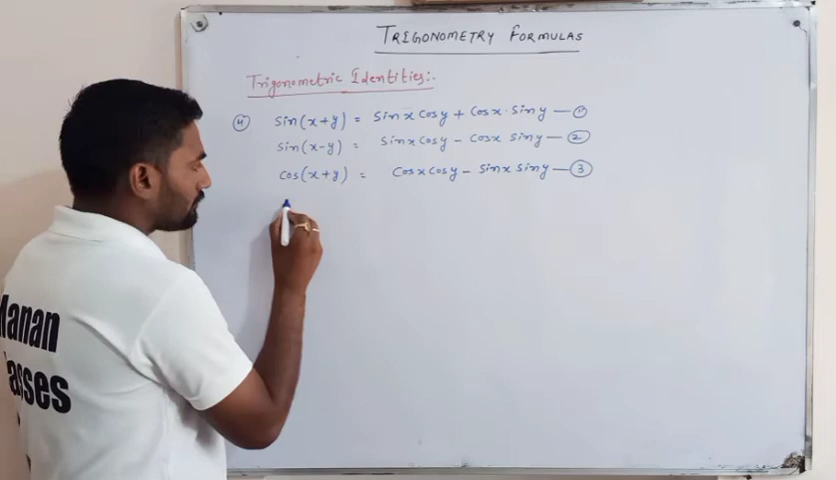 TRIGONOMETRY FORMULAS
Trigonometric Identities:-
④ sin(x+y) = sinx cosy + cosx · siny — ①
sin(x-y) = sinx cosy - cosx siny — ②
cos(x+y) = cosx cosy - sinx siny — ③
Manan
asses